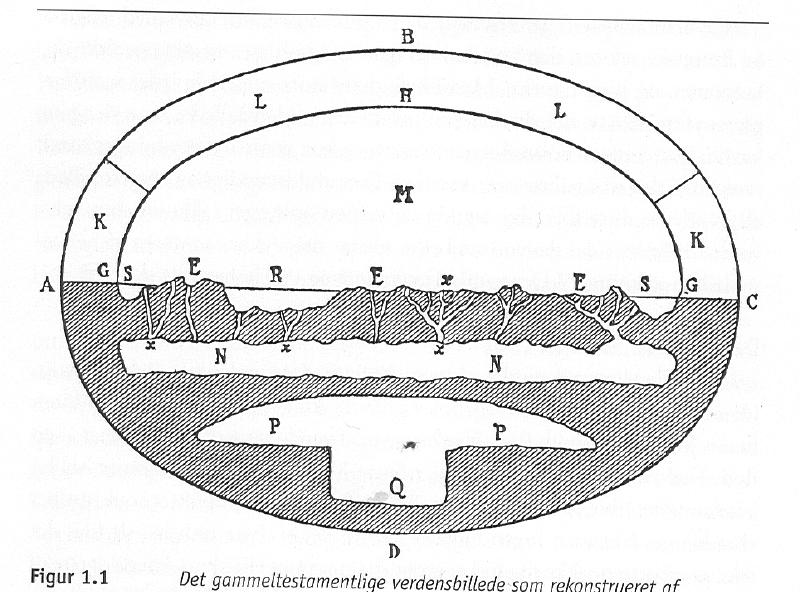 B
L H L
M
K K
A G S E R E x E S G C
x N x x N
P P
Q
D
Figur 1.1 Det gammeltestamentlige verdensbillede som rekonstrueret af